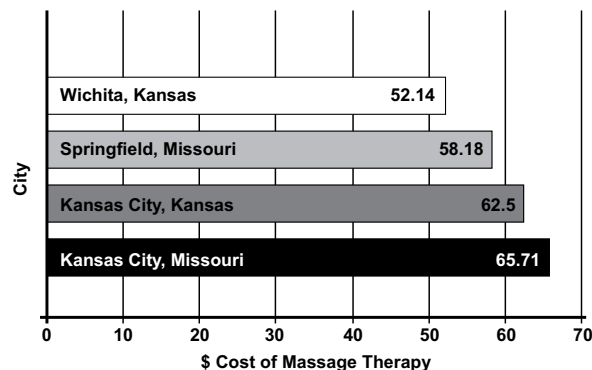 Wichita, Kansas 52.14
Springfield, Missouri 58.18
Kansas City, Kansas 62.5
Kansas City, Missouri 65.71
City
0 10 20 30 40 50 60 70
$ Cost of Massage Therapy